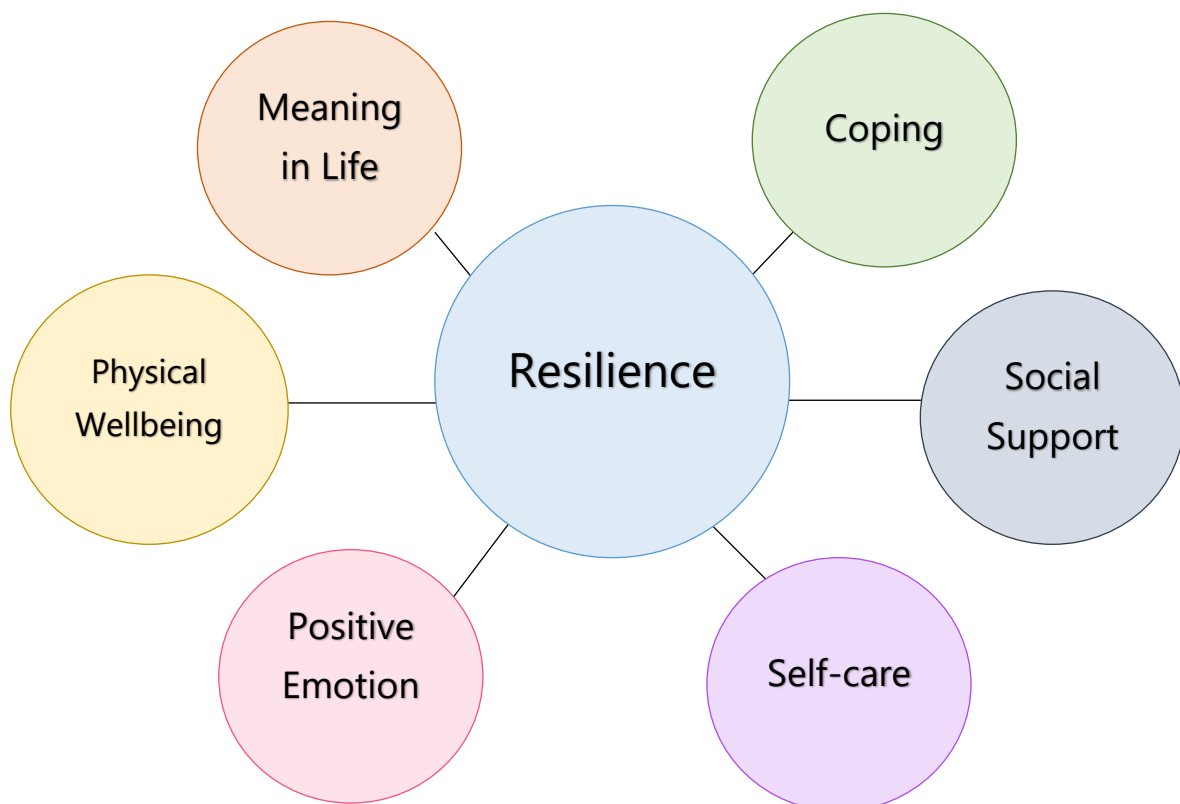 Meaning
in Life
Coping
Resilience
Physical
Wellbeing
Social
Support
Positive
Emotion
Self-care